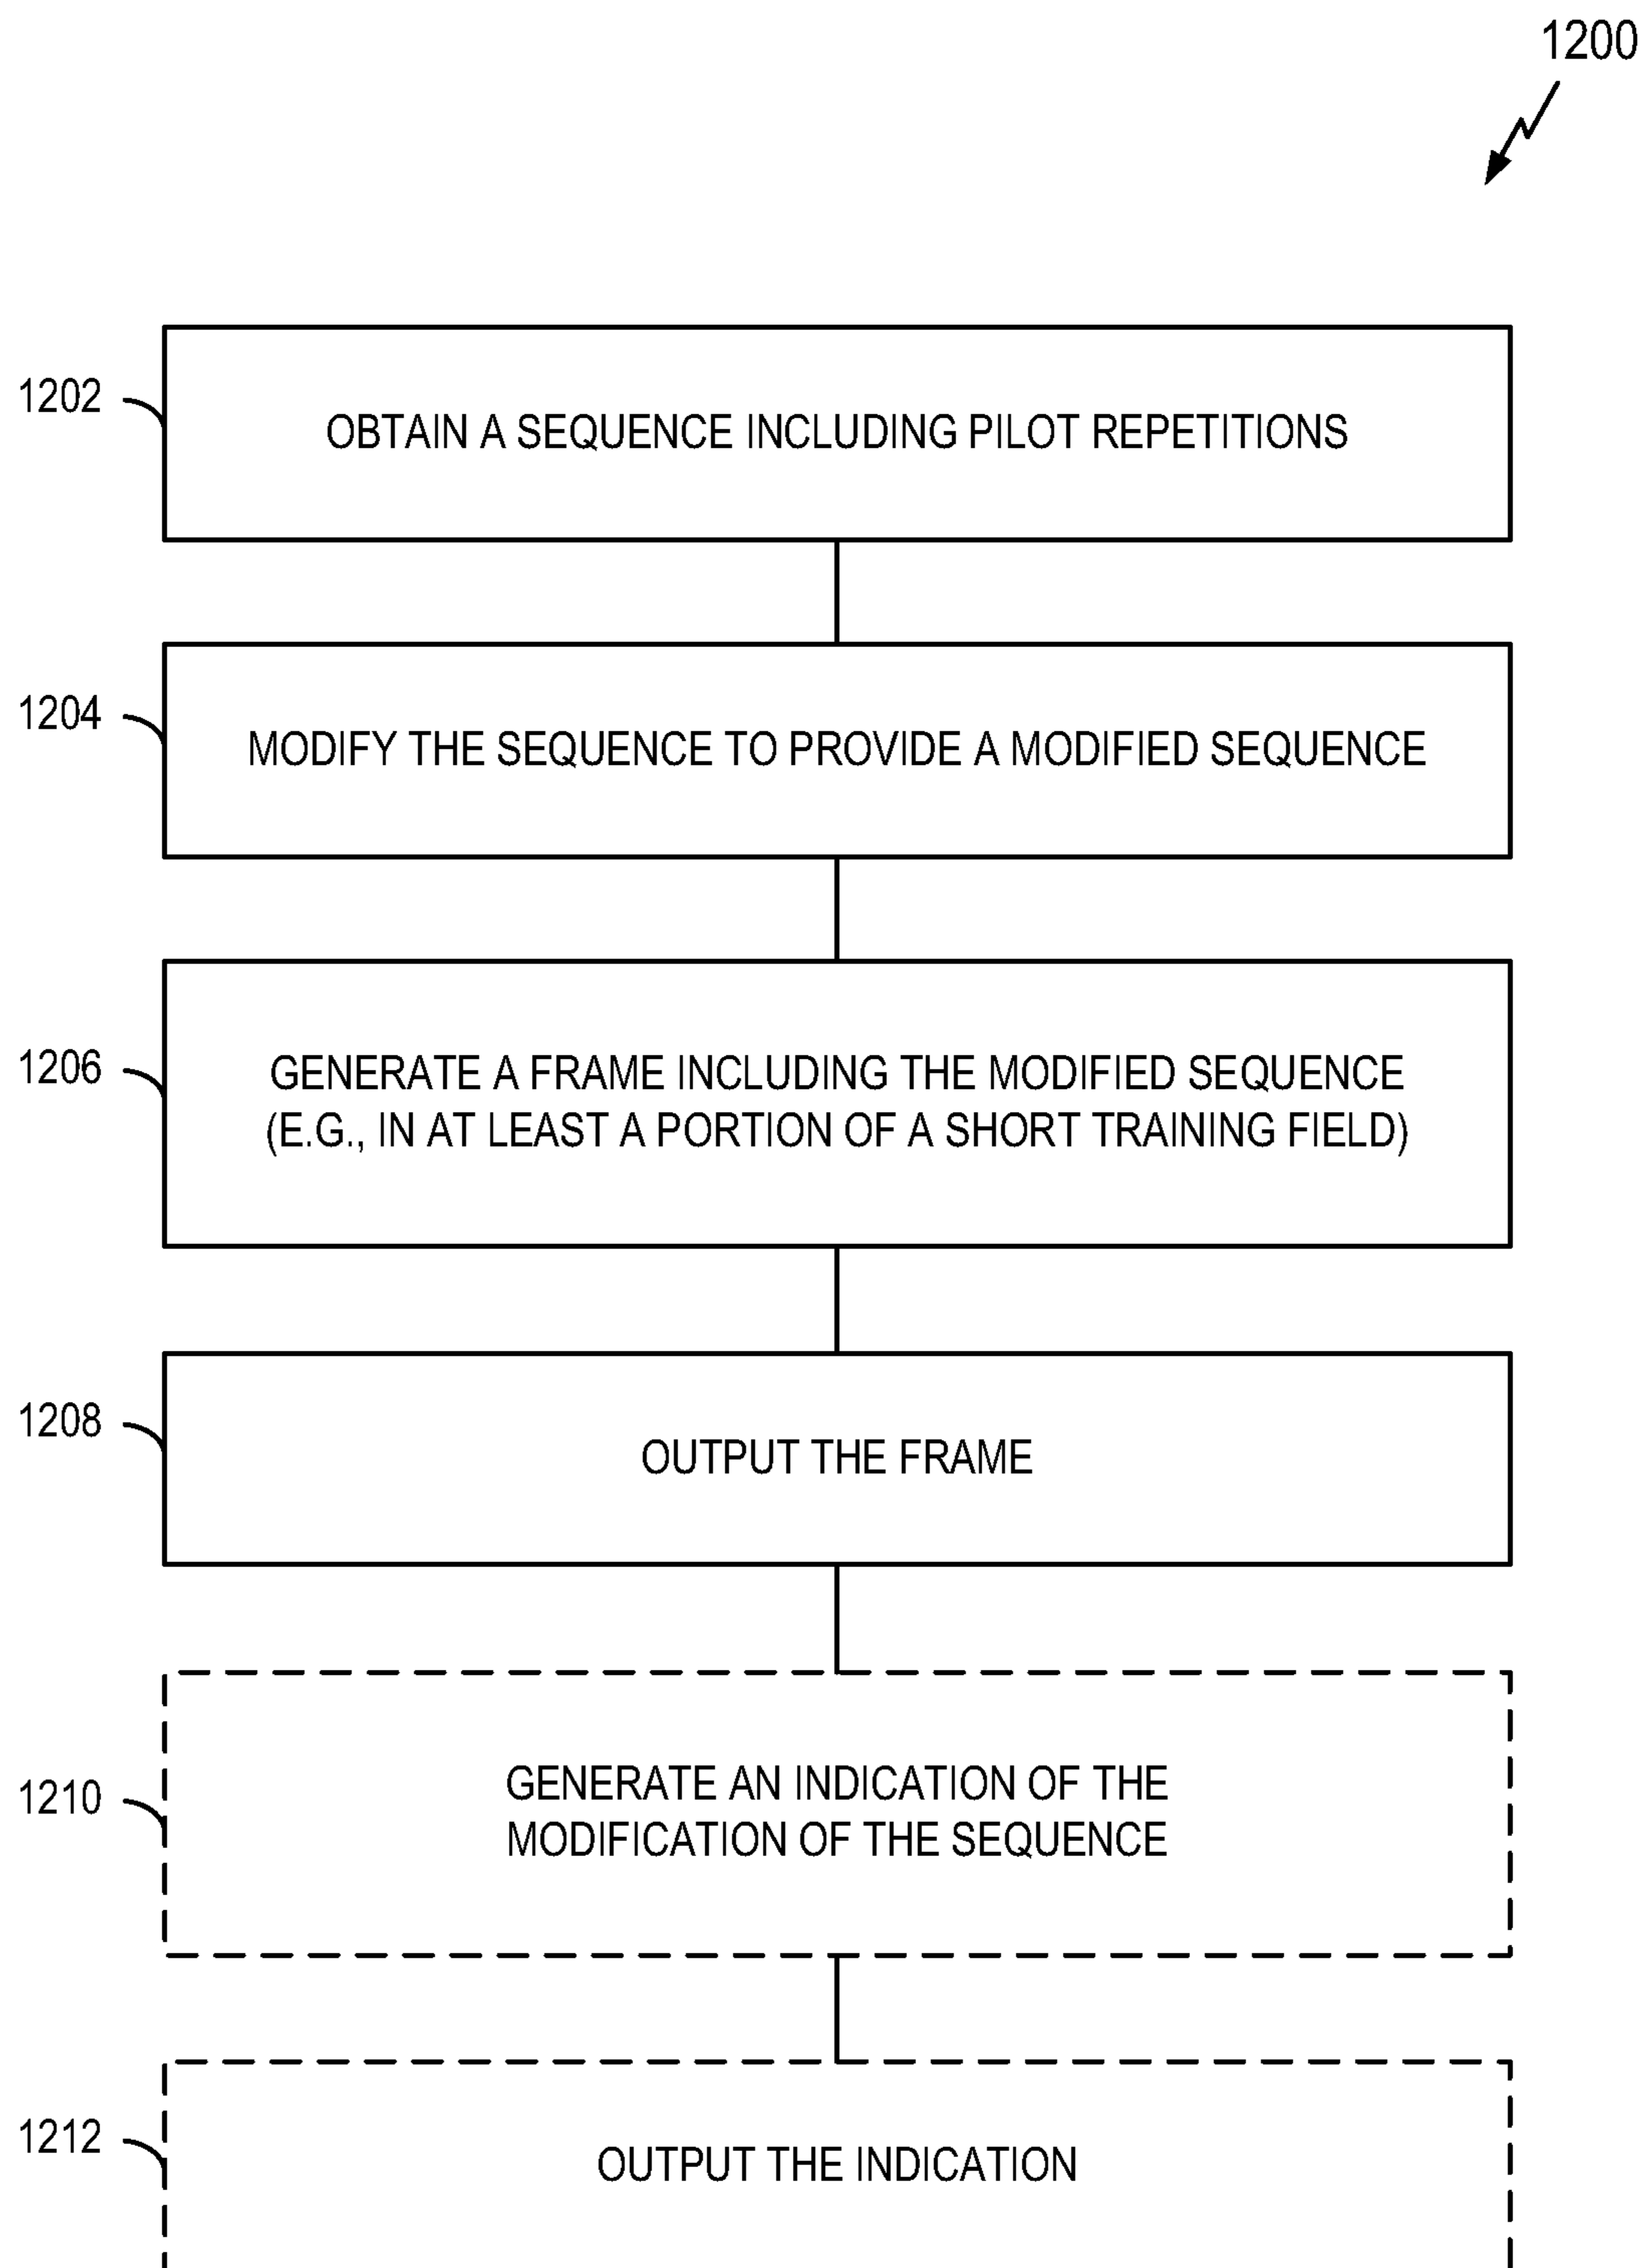 1200
1202
OBTAIN A SEQUENCE INCLUDING PILOT REPETITIONS
1204
MODIFY THE SEQUENCE TO PROVIDE A MODIFIED SEQUENCE
1206
GENERATE A FRAME INCLUDING THE MODIFIED SEQUENCE
(E.G., IN AT LEAST A PORTION OF A SHORT TRAINING FIELD)
1208
OUTPUT THE FRAME
1210
GENERATE AN INDICATION OF THE
MODIFICATION OF THE SEQUENCE
1212
OUTPUT THE INDICATION